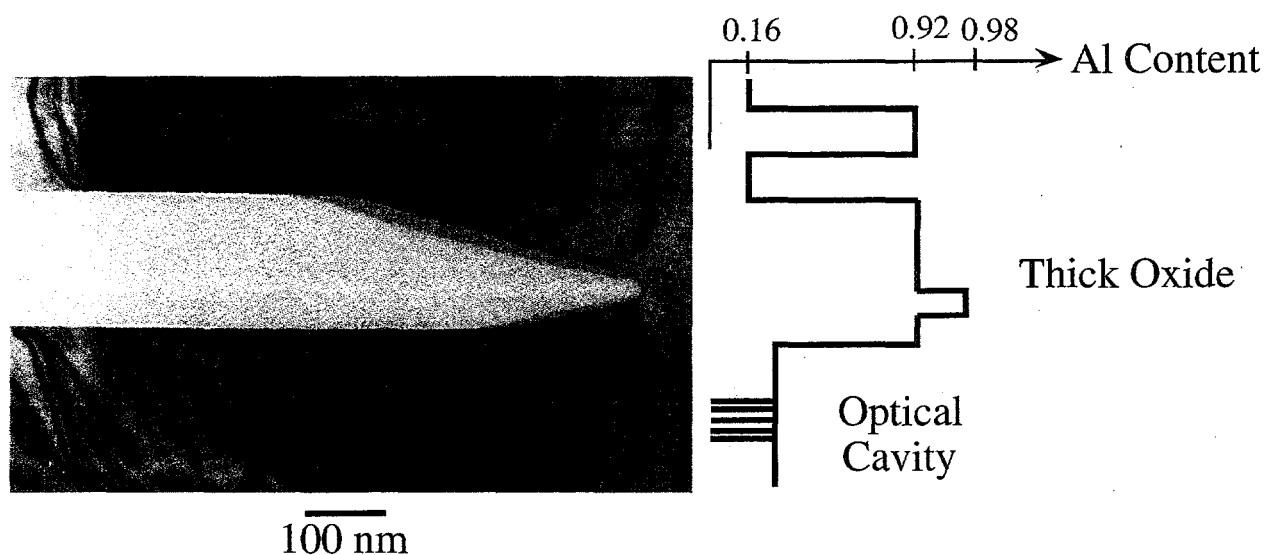 0.16
0.92 0.98
Al Content
Thick Oxide
Optical
Cavity
100 nm